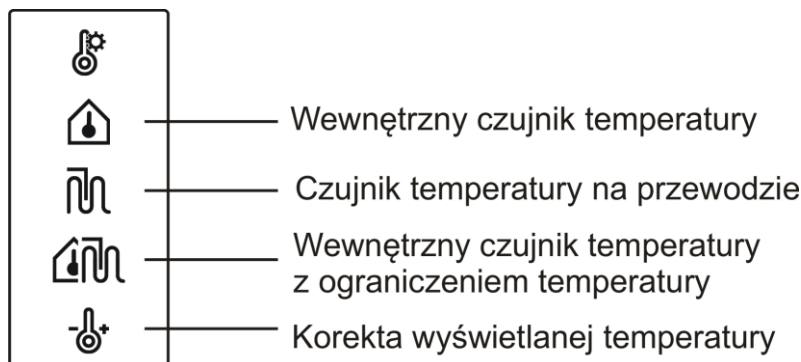 Wewnętrzny czujnik temperatury
Czujnik temperatury na przewodzie
Wewnętrzny czujnik temperatury
z ograniczeniem temperatury
Korekta wyświetlanej temperatury